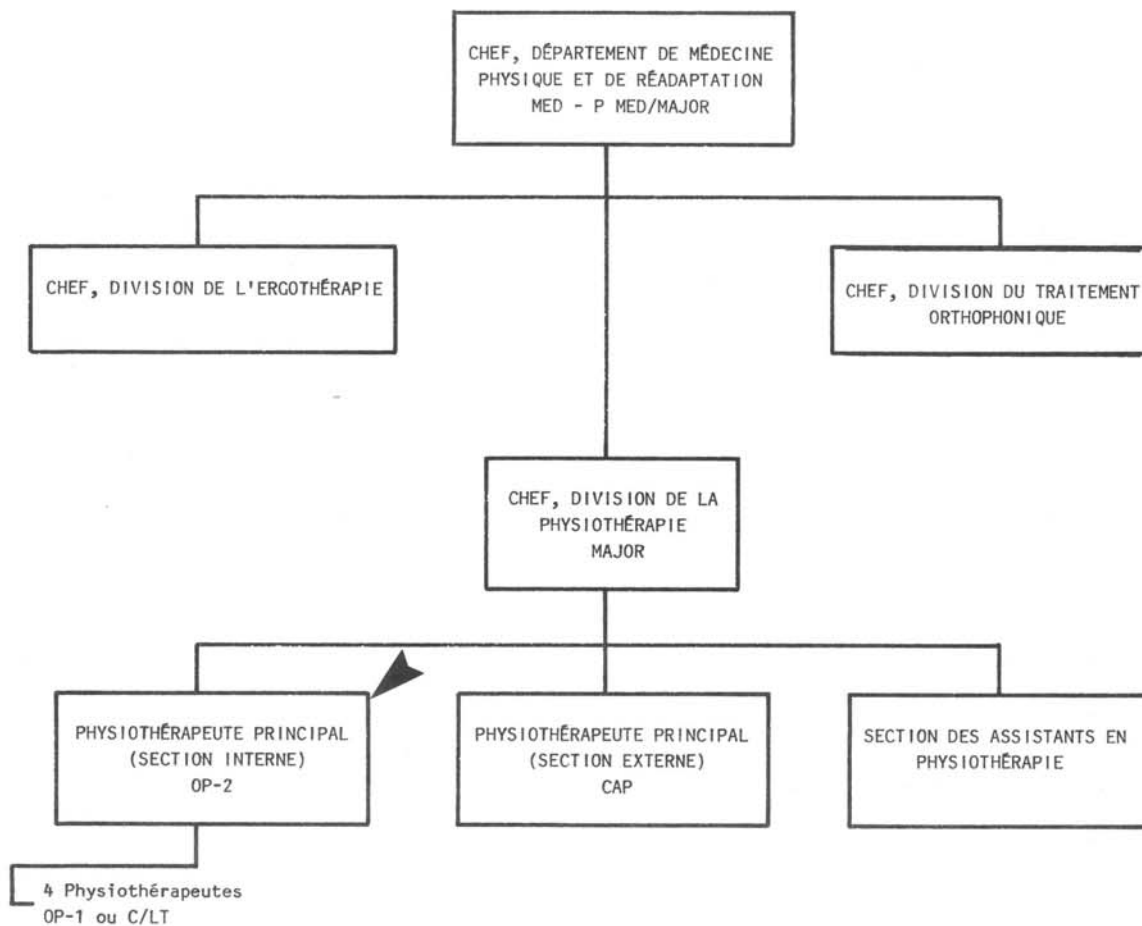 CHEF, DÉPARTEMENT DE MÉDECINE
PHYSIQUE ET DE RÉADAPTATION
MED - P MED/MAJOR
CHEF, DIVISION DE L'ERGOTHÉRAPIE
CHEF, DIVISION DU TRAITEMENT
ORTHOPHONIQUE
CHEF, DIVISION DE LA
PHYSIOTHÉRAPIE
MAJOR
PHYSIOTHÉRAPEUTE PRINCIPAL
(SECTION INTERNE)
OP-2
PHYSIOTHÉRAPEUTE PRINCIPAL
(SECTION EXTERNE)
CAP
SECTION DES ASSISTANTS EN
PHYSIOTHÉRAPIE
4 Physiothérapeutes
OP-1 ou C/LT